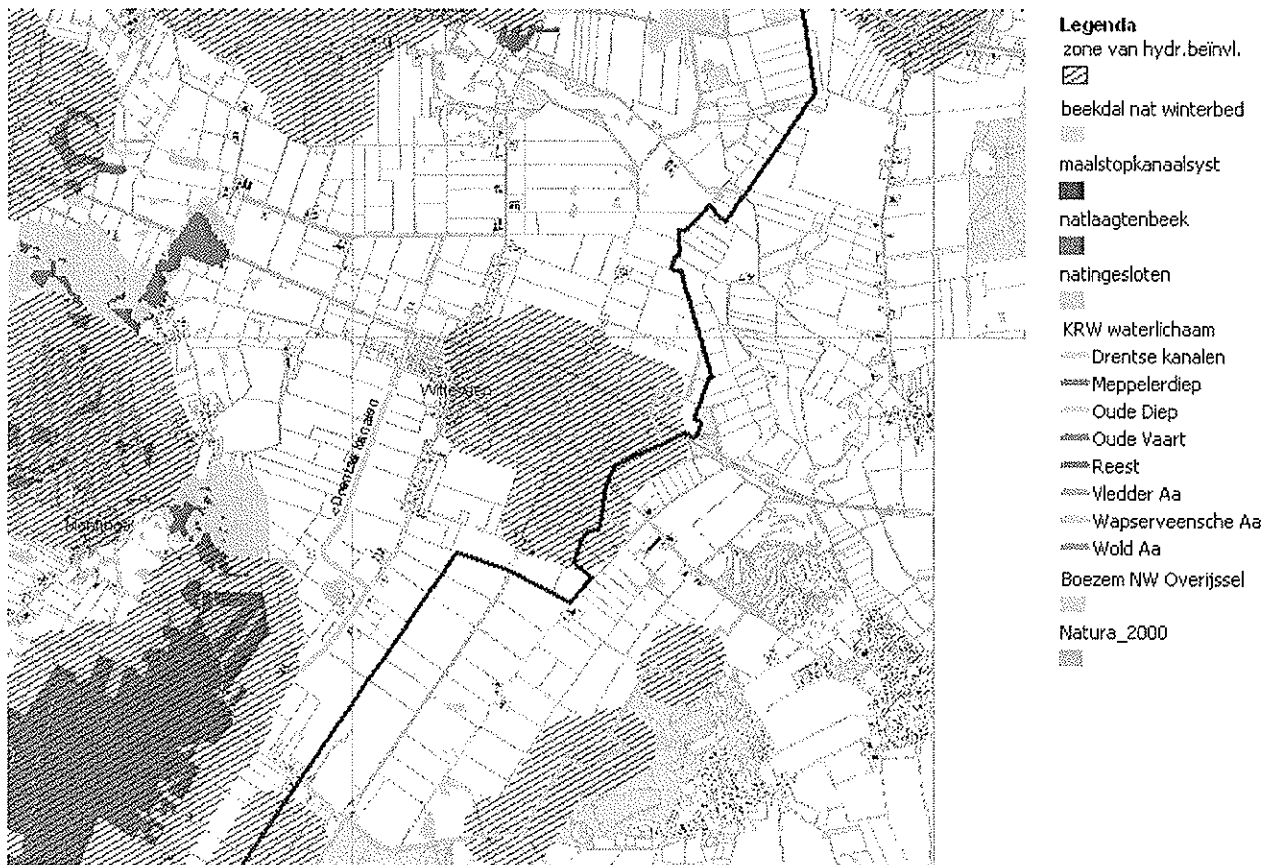 Legenda
zone van hydr.beïnvl.
beekdal nat winterbed
maalstopkanaalsyst
natlaagtenbeek
natingesloten
KRW waterlichaam
Drentse kanalen
Meppelerdiep
Oude Diep
Oude Vaart
Reest
Vledder Aa
Wapserveensche Aa
Wold Aa
Boezem NW Overijssel
Natura_2000
Drentse kanalen